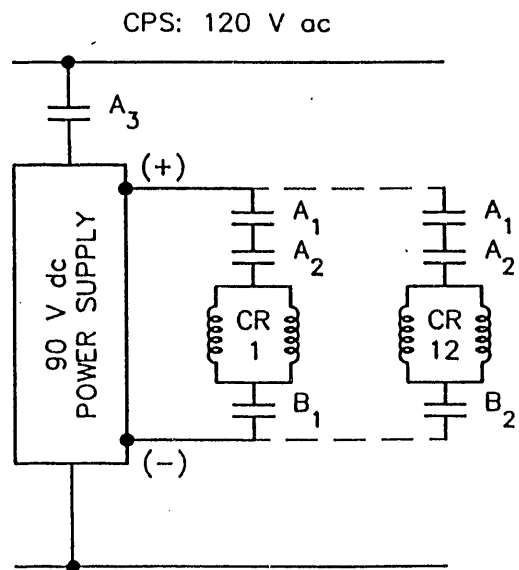 CPS: 120 V ac
A3
(+)
A1
A1
A2
A2
90 V dc
POWER SUPPLY
CR
1
CR
12
B1
B2
(−)